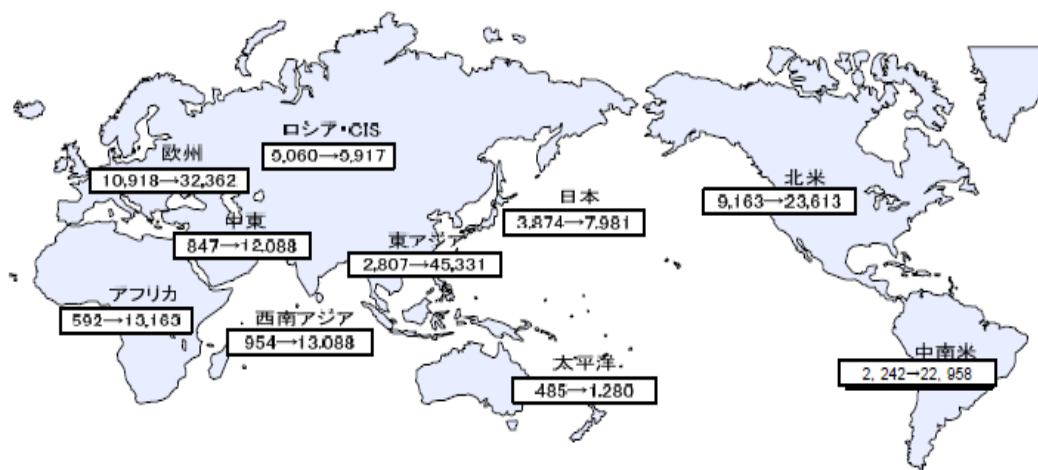 ロシア・CIS
5,060→5,917
欧州
10,918→32,362
日本
3,874→7,981
北米
9,163→23,613
中東
847→12,088
東アジア
2,807→45,331
アフリカ
592→13,163
西南アジア
954→13,088
太平洋
485→1,280
中南米
2, 242→22, 958